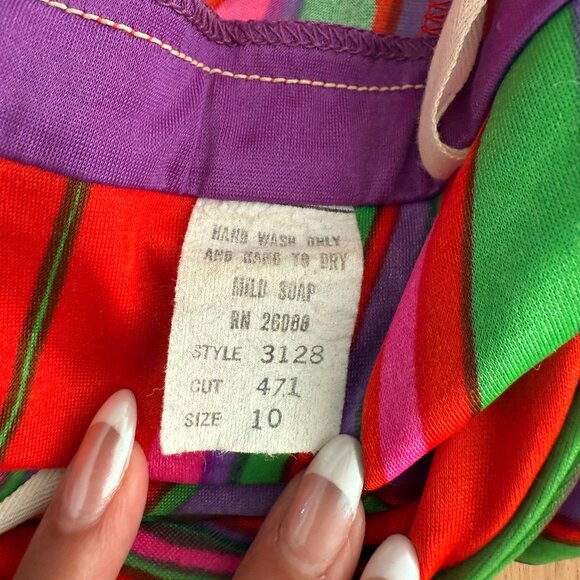 HAND WASH ONLY
AND HANG TO DRY
MILD SOAP
RN 26088
STYLE 3128
CUT 471
SIZE 10